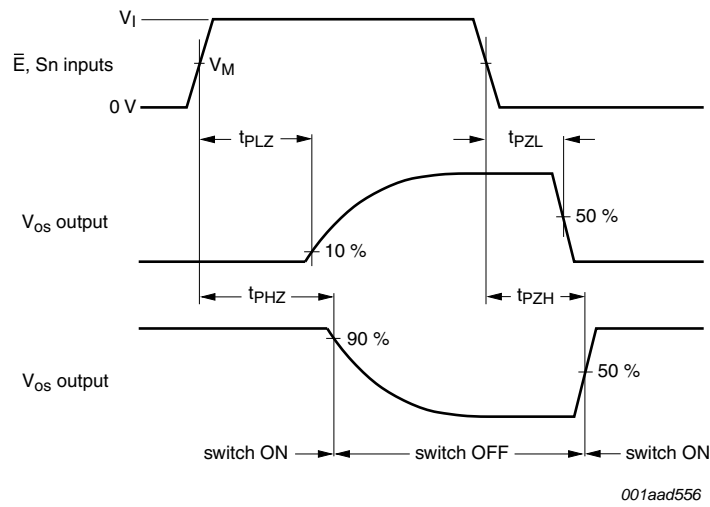 V_I
E̅, Sn inputs
V_M
0 V
t_PLZ
t_PZL
V_os output
50 %
10 %
t_PHZ
t_PZH
90 %
V_os output
50 %
switch ON
switch OFF
switch ON
001aad556